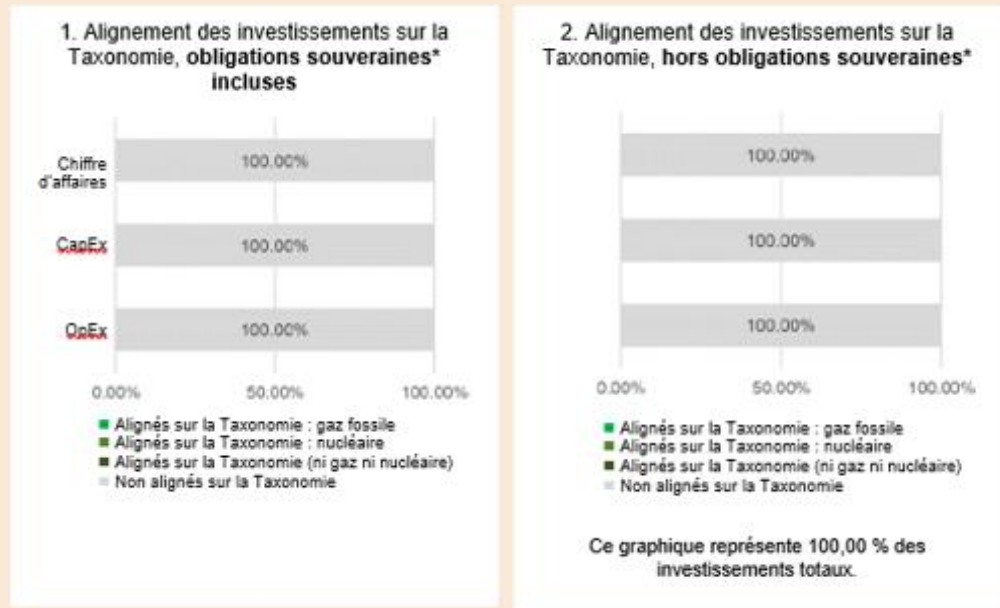 1. Alignement des investissements sur la
Taxonomie, obligations souveraines*
incluses
Chiffre
d'affaires
100.00%
CapEx
100.00%
OpEx
100.00%
0.00%
50.00%
100.00%
Alignés sur la Taxonomie : gaz fossile
Alignés sur la Taxonomie : nucléaire
Alignés sur la Taxonomie (ni gaz ni nucléaire)
Non alignés sur la Taxonomie
2. Alignement des investissements sur la
Taxonomie, hors obligations souveraines*
100.00%
100.00%
100.00%
0.00%
50.00%
100.00%
Alignés sur la Taxonomie : gaz fossile
Alignés sur la Taxonomie : nucléaire
Alignés sur la Taxonomie (ni gaz ni nucléaire)
Non alignés sur la Taxonomie
Ce graphique représente 100,00 % des
investissements totaux.